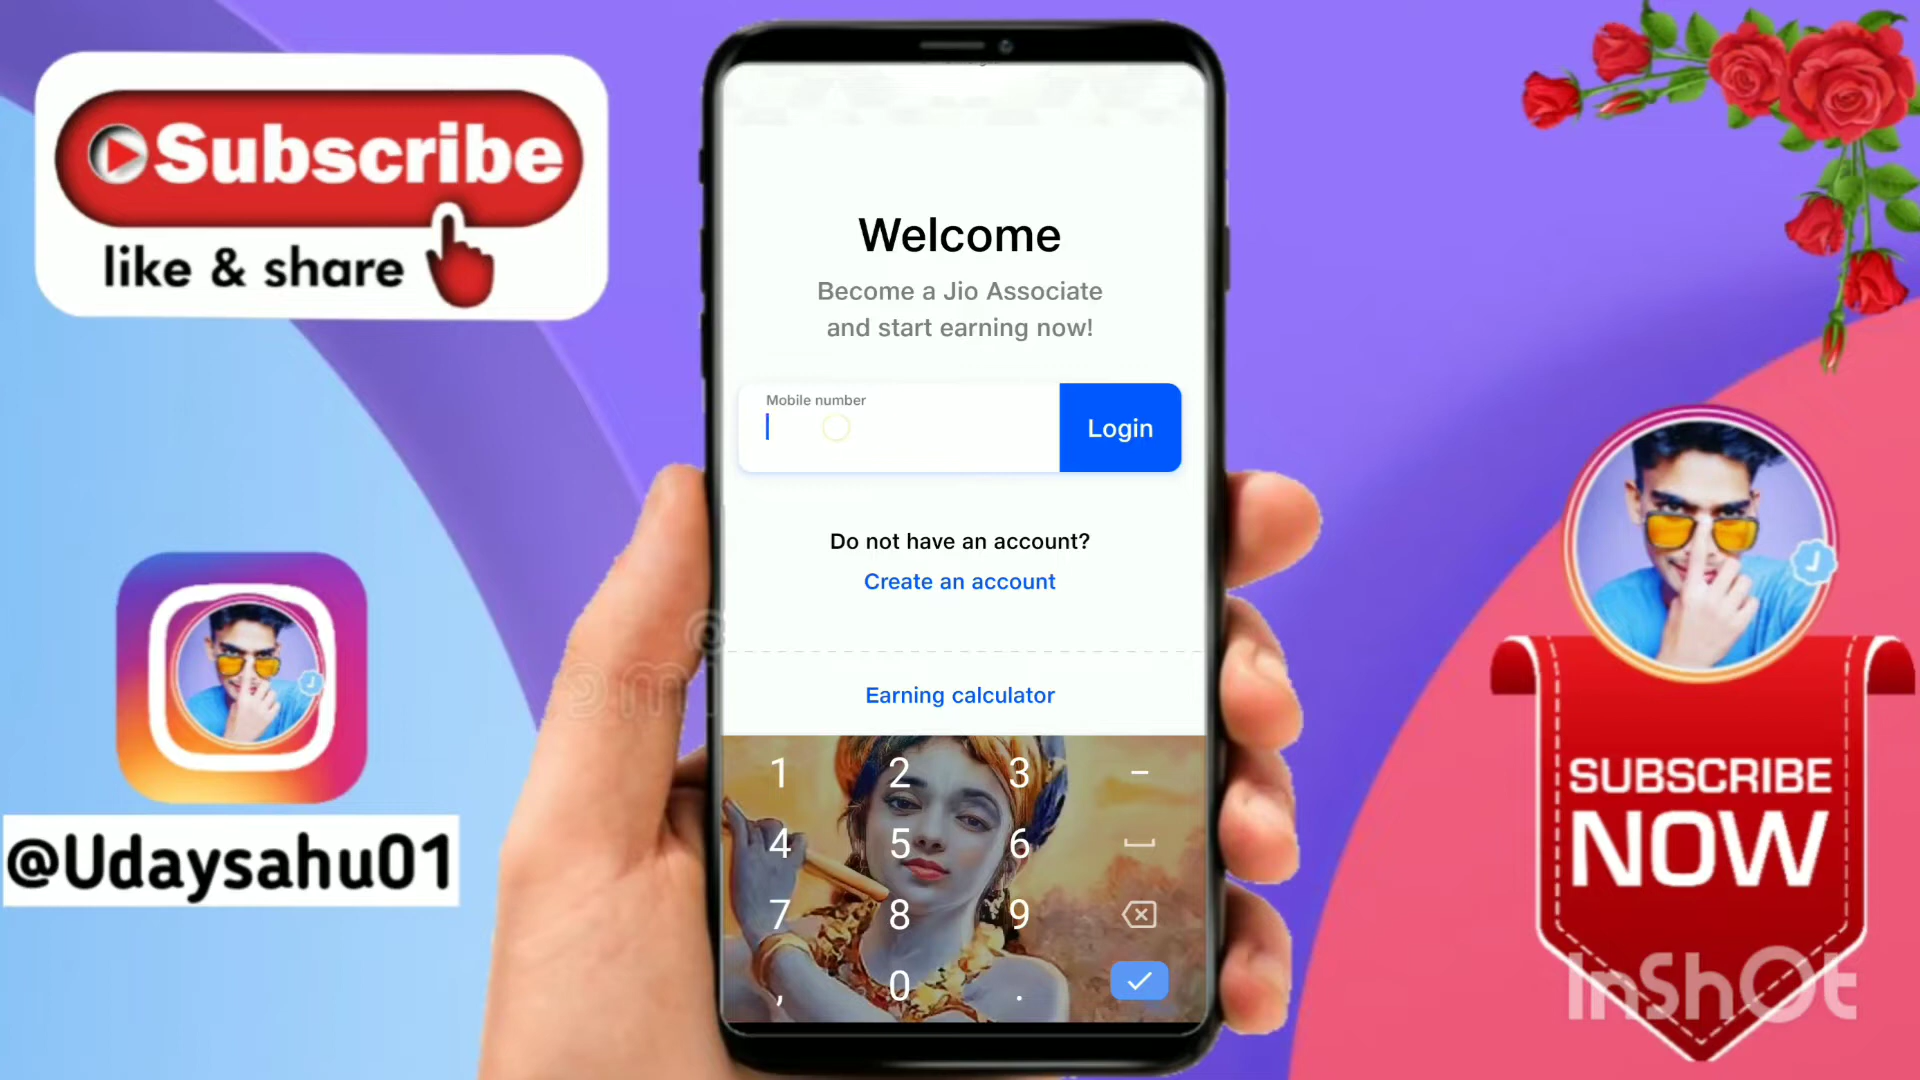 Subscribe
like & share
@Udaysahu01
Welcome
Become a Jio Associate
and start earning now!
Mobile number
Login
Do not have an account?
Create an account
Earning calculator
1 2 3 -
4 5 6
7 8 9
, 0 .
SUBSCRIBE
NOW
InShOt